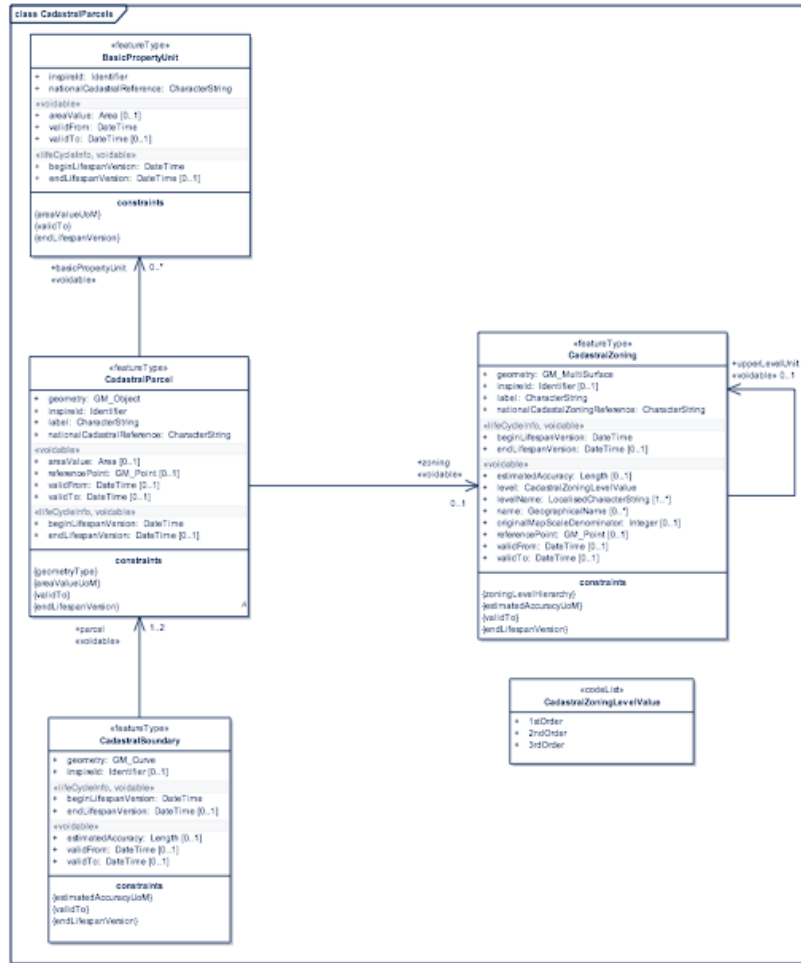 class CadastralParcels
«featureType»
BasicPropertyUnit
+ inspireId: Identifier
+ nationalCadastralReference: CharacterString
«voidable»
+ areaValue: Area [0..1]
+ validFrom: DateTime
+ validTo: DateTime [0..1]
«lifeCycleInfo, voidable»
+ beginLifespanVersion: DateTime
+ endLifespanVersion: DateTime [0..1]
constraints
{areaValueUoM}
{validTo}
{endLifespanVersion}
+basicPropertyUnit 0..*
«voidable»
«featureType»
CadastralParcel
+ geometry: GM_Object
+ inspireId: Identifier
+ label: CharacterString
+ nationalCadastralReference: CharacterString
«voidable»
+ areaValue: Area [0..1]
+ referencePoint: GM_Point [0..1]
+ validFrom: DateTime [0..1]
+ validTo: DateTime [0..1]
«lifeCycleInfo, voidable»
+ beginLifespanVersion: DateTime
+ endLifespanVersion: DateTime [0..1]
constraints
{geometryType}
{areaValueUoM}
{validTo}
{endLifespanVersion}
+parcel 1..2
«voidable»
«featureType»
CadastralBoundary
+ geometry: GM_Curve
+ inspireId: Identifier [0..1]
«lifeCycleInfo, voidable»
+ beginLifespanVersion: DateTime
+ endLifespanVersion: DateTime [0..1]
«voidable»
+ estimatedAccuracy: Length [0..1]
+ validFrom: DateTime [0..1]
+ validTo: DateTime [0..1]
constraints
{estimatedAccuracyUoM}
{validTo}
{endLifespanVersion}
+zoning
«voidable»
0..1
«featureType»
CadastralZoning
+ geometry: GM_MultiSurface
+ inspireId: Identifier [0..1]
+ label: CharacterString
+ nationalCadastalZoningReference: CharacterString
«lifeCycleInfo, voidable»
+ beginLifespanVersion: DateTime
+ endLifespanVersion: DateTime [0..1]
«voidable»
+ estimatedAccuracy: Length [0..1]
+ level: CadastralZoningLevelValue
+ levelName: LocalisedCharacterString [1..*]
+ name: GeographicalName [0..*]
+ originalMapScaleDenominator: Integer [0..1]
+ referencePoint: GM_Point [0..1]
+ validFrom: DateTime [0..1]
+ validTo: DateTime [0..1]
constraints
{zoningLevelHierarchy}
{estimatedAccuracyUoM}
{validTo}
{endLifespanVersion}
+upperLevelUnit
«voidable» 0..1
«codeList»
CadastralZoningLevelValue
+ 1stOrder
+ 2ndOrder
+ 3rdOrder